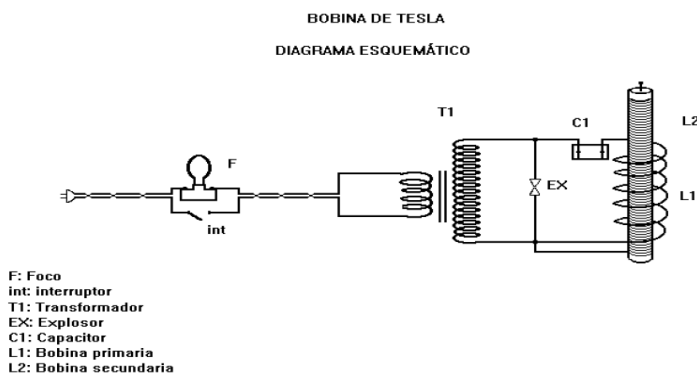 BOBINA DE TESLA
DIAGRAMA ESQUEMÁTICO
T1
C1
L2
F
EX
L1
int
F: Foco
int: interruptor
T1: Transformador
EX: Explosor
C1: Capacitor
L1: Bobina primaria
L2: Bobina secundaria